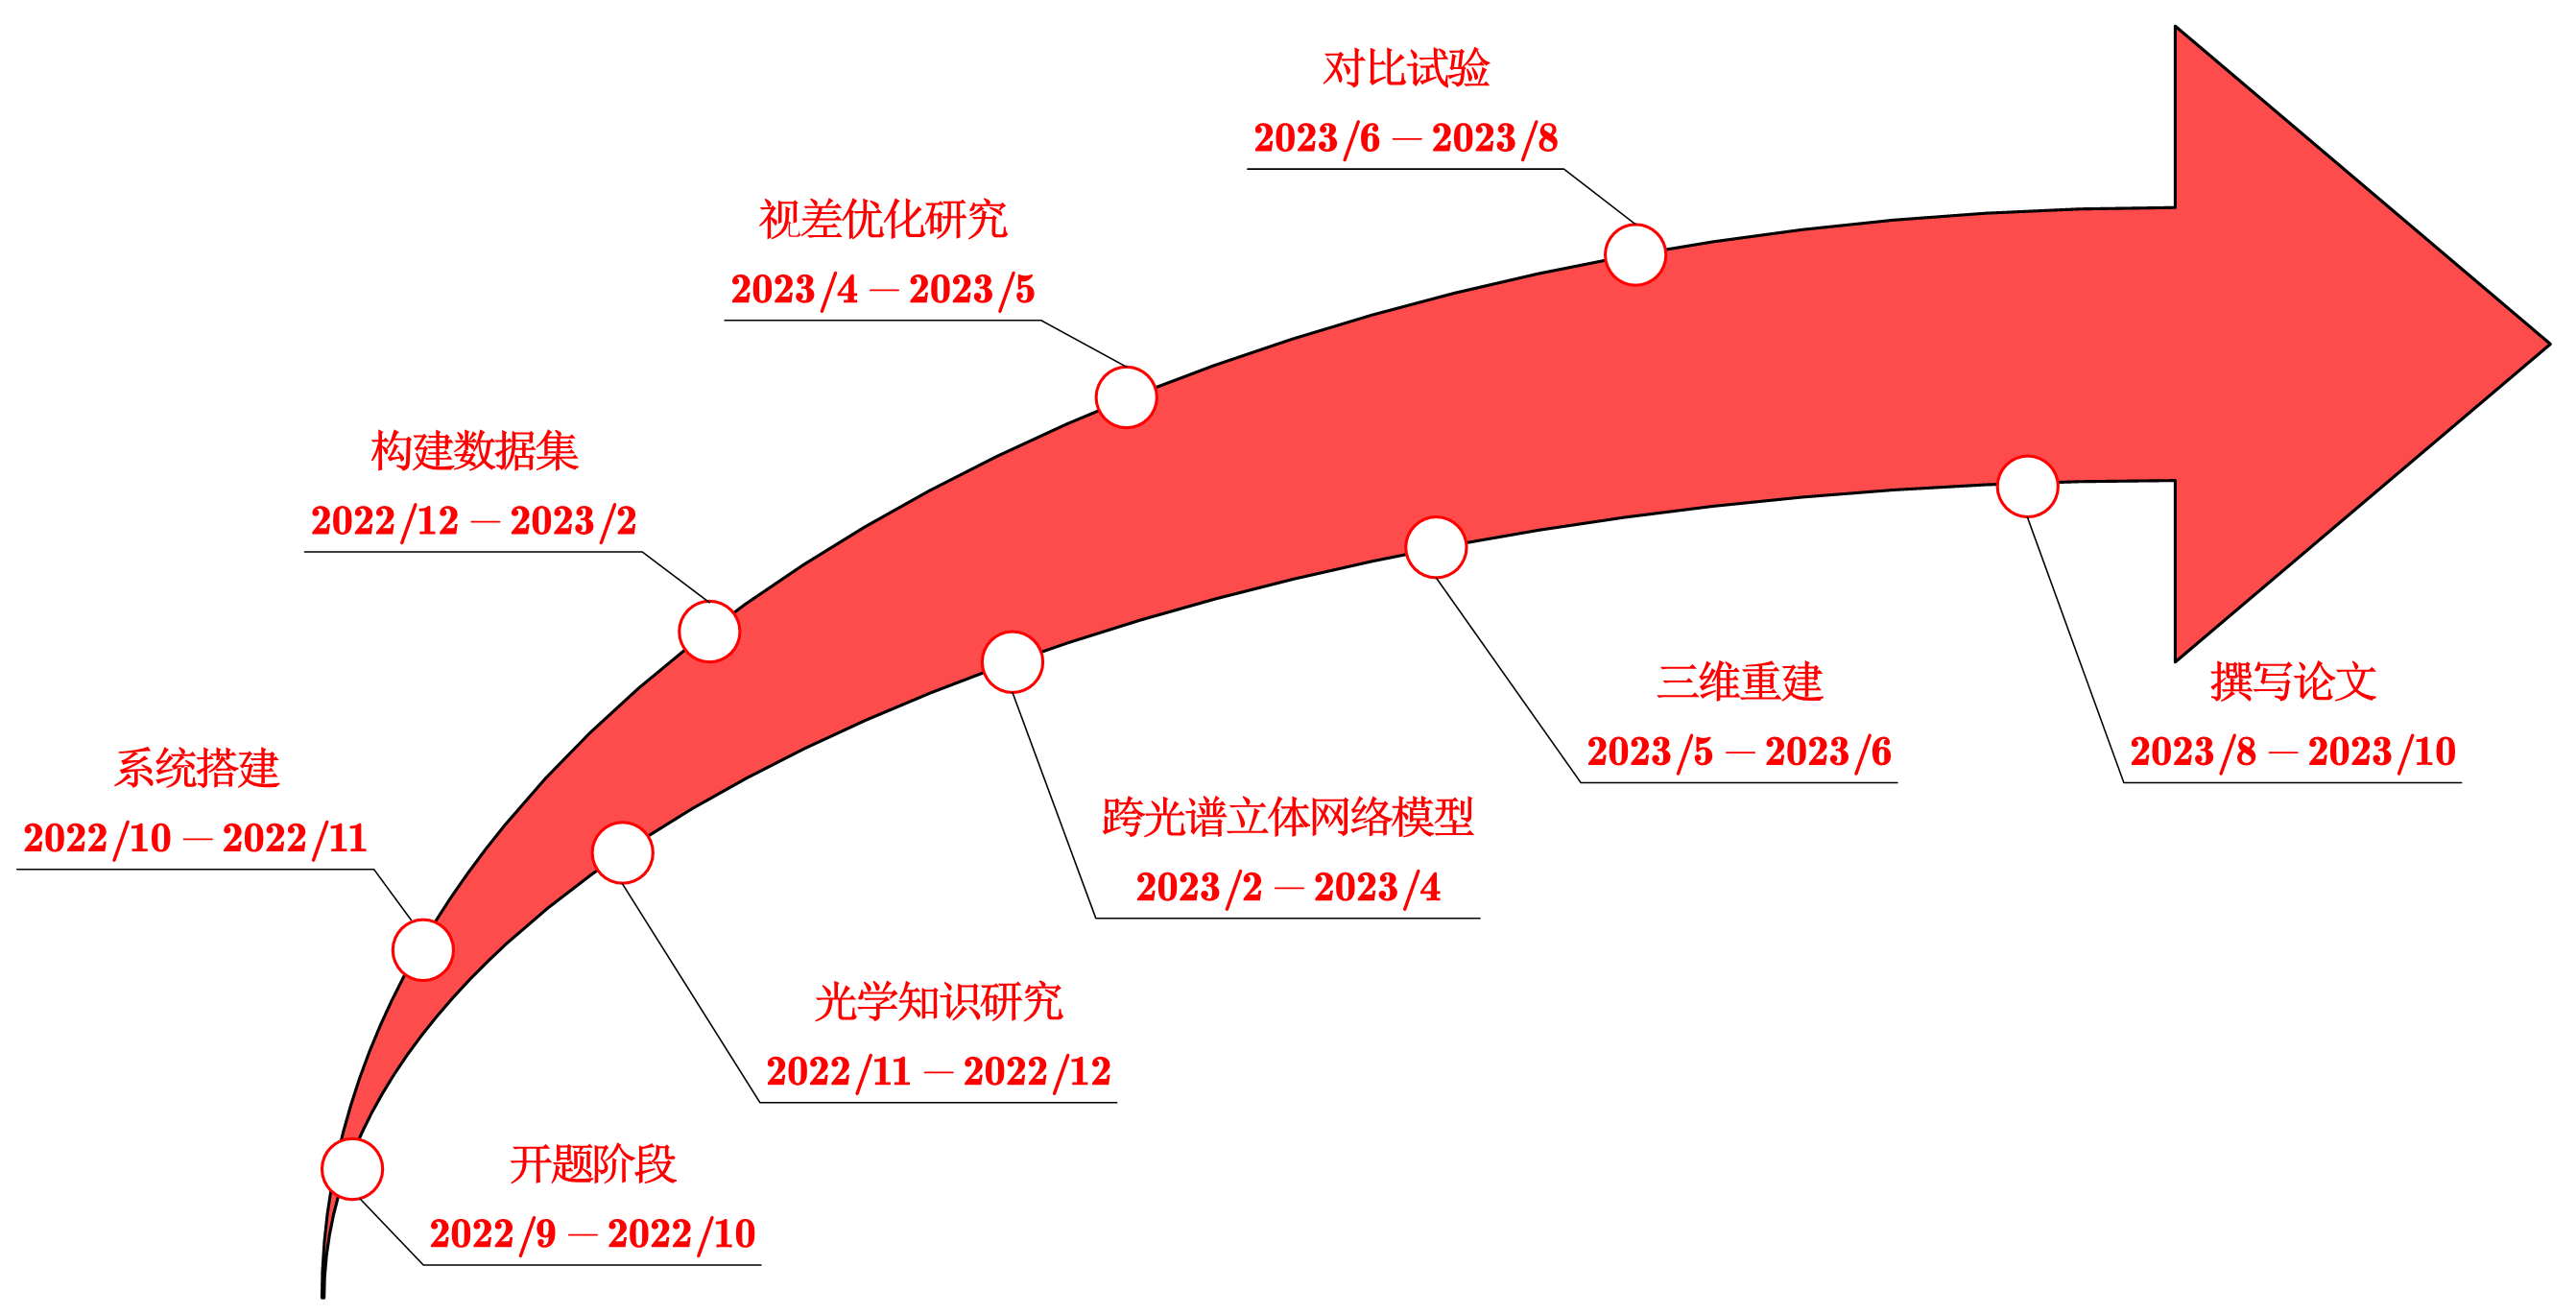 对比试验
2023/6 – 2023/8
视差优化研究
2023/4 – 2023/5
构建数据集
2022/12 – 2023/2
三维重建
2023/5 – 2023/6
撰写论文
2023/8 – 2023/10
系统搭建
2022/10 – 2022/11
跨光谱立体网络模型
2023/2 – 2023/4
光学知识研究
2022/11 – 2022/12
开题阶段
2022/9 – 2022/10